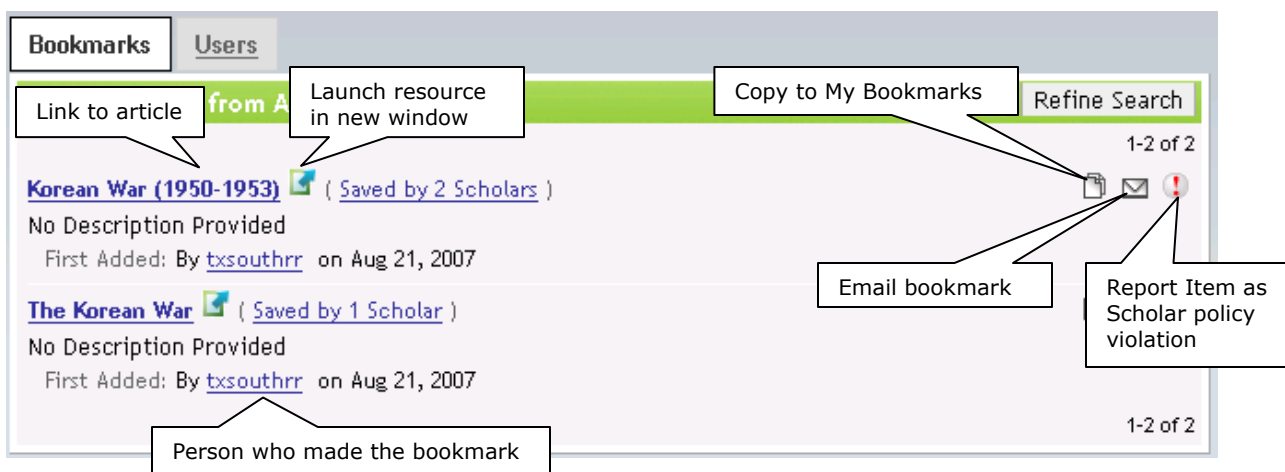 Bookmarks Users
Link to article
from A
Launch resource
in new window
Copy to My Bookmarks
Refine Search
1-2 of 2
Korean War (1950-1953) ( Saved by 2 Scholars )
No Description Provided
First Added: By txsouthrr on Aug 21, 2007
Email bookmark
Report Item as
Scholar policy
violation
The Korean War ( Saved by 1 Scholar )
No Description Provided
First Added: By txsouthrr on Aug 21, 2007
Person who made the bookmark
1-2 of 2